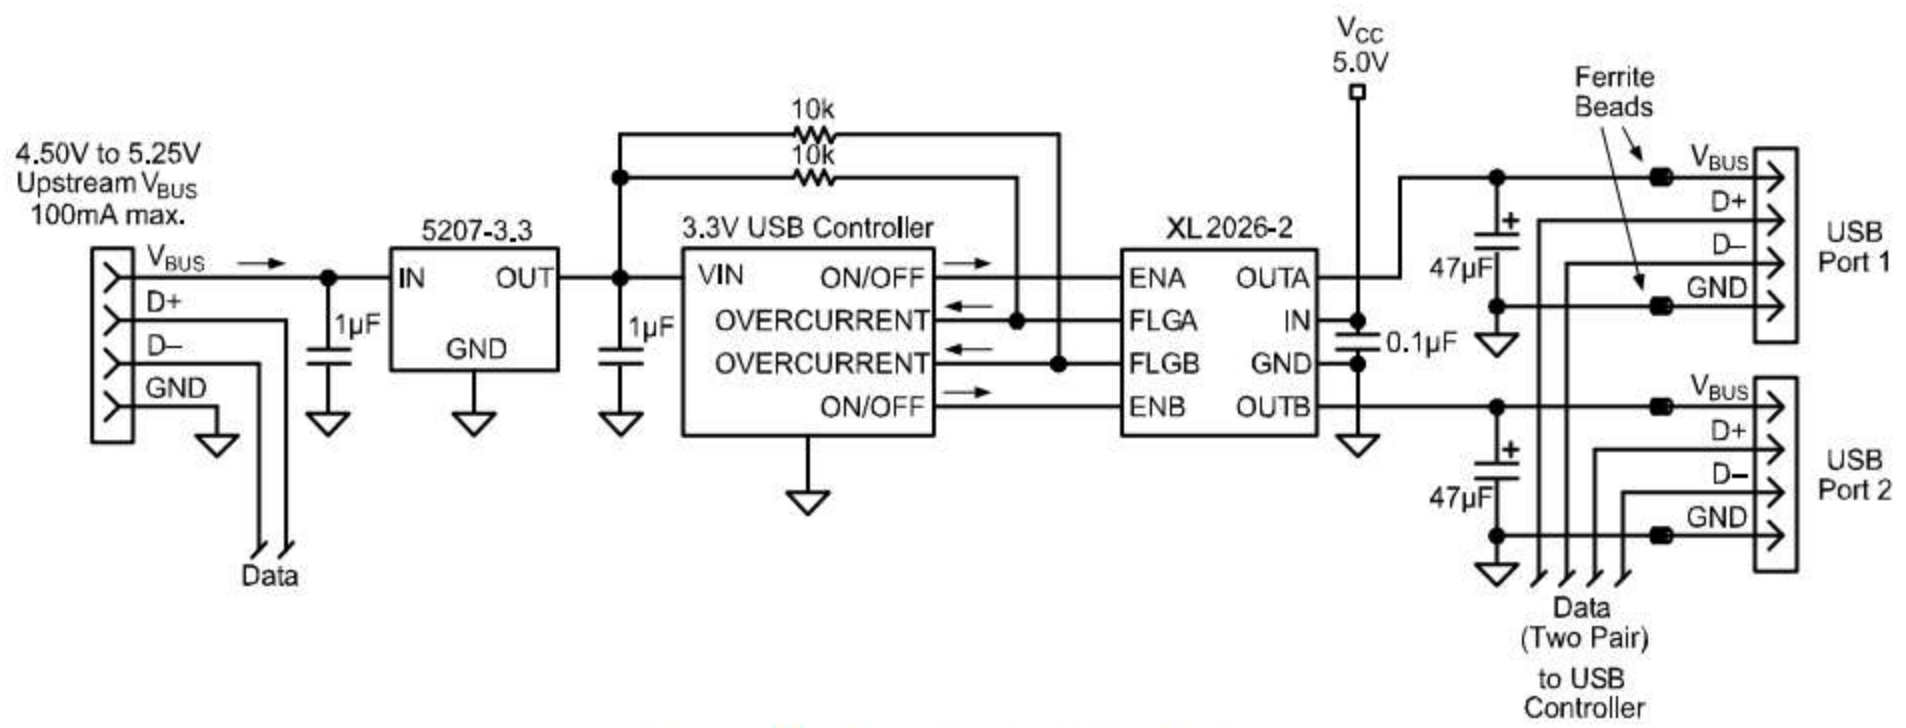 4.50V to 5.25V
Upstream VBUS
100mA max.
VBUS
D+
D–
GND
Data
1µF
5207-3.3
IN
OUT
GND
1µF
10k
10k
3.3V USB Controller
VIN
ON/OFF
OVERCURRENT
OVERCURRENT
ON/OFF
XL2026-2
ENA
OUTA
FLGA
IN
FLGB
GND
ENB
OUTB
VCC
5.0V
0.1µF
+
47µF
+
47µF
Ferrite
Beads
VBUS
D+
D–
GND
USB
Port 1
VBUS
D+
D–
GND
USB
Port 2
Data
(Two Pair)
to USB
Controller